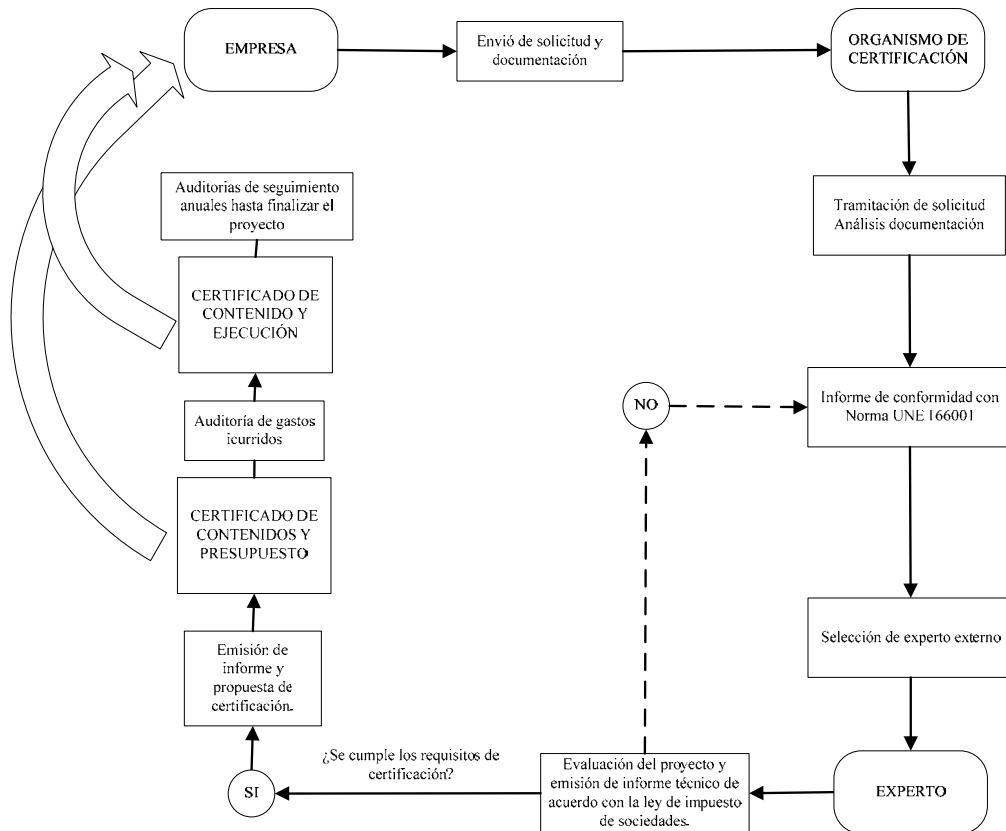 EMPRESA
Envió de solicitud y
documentación
ORGANISMO DE
CERTIFICACIÓN
Tramitación de solicitud
Análisis documentación
Informe de conformidad con
Norma UNE 166001
NO
Selección de experto externo
EXPERTO
Evaluación del proyecto y
emisión de informe técnico de
acuerdo con la ley de impuesto
de sociedades.
¿Se cumple los requisitos de
certificación?
SI
Emisión de
informe y
propuesta de
certificación.
CERTIFICADO DE
CONTENIDOS Y
PRESUPUESTO
Auditoría de gastos
icurridos
CERTIFICADO DE
CONTENIDO Y
EJECUCIÓN
Auditorias de seguimiento
anuales hasta finalizar el
proyecto